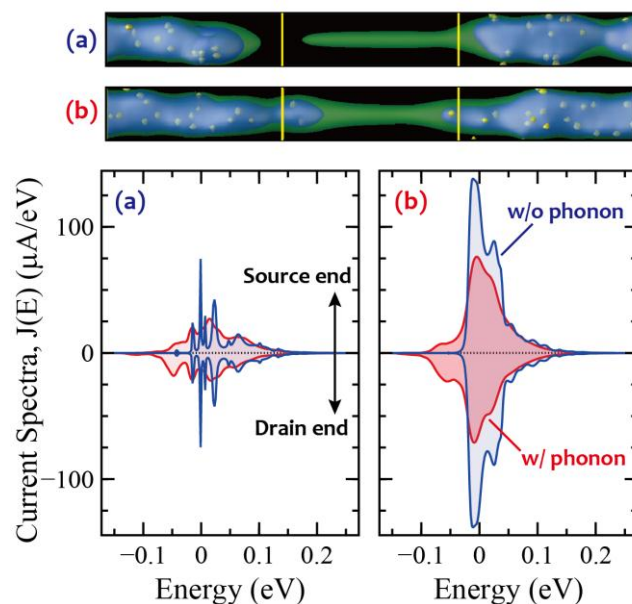 (a)
(b)
(a)
(b)
w/o phonon
w/ phonon
Source end
Drain end
Current Spectra, J(E) (μA/eV)
100
0
−100
−0.1
0
0.1
0.2
−0.1
0
0.1
0.2
Energy (eV)
Energy (eV)